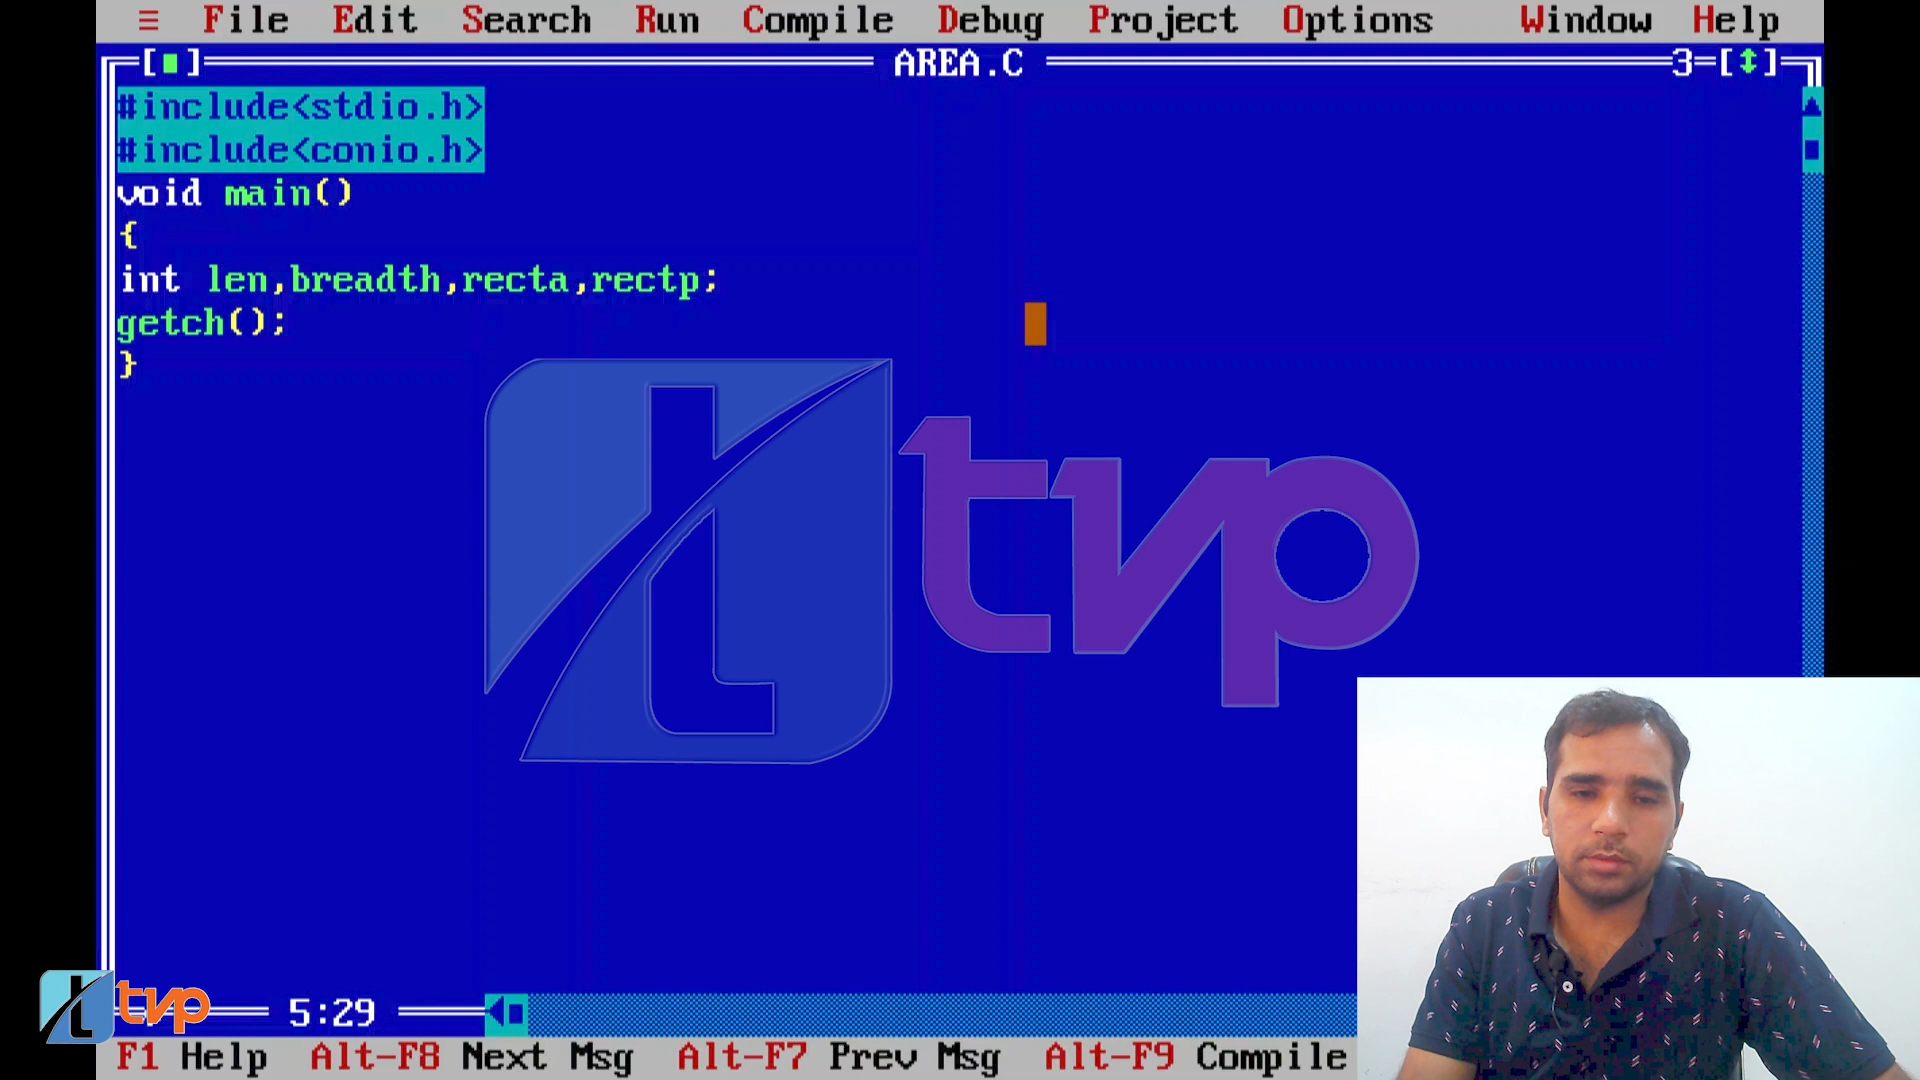 ≡ File Edit Search Run Compile Debug Project Options Window Help
[■] AREA.C 3=[↕]
#include<stdio.h>
#include<conio.h>
void main()
{
int len,breadth,recta,rectp;
getch();
}
t tvp
t tvp
5:29
F1 Help Alt-F8 Next Msg Alt-F7 Prev Msg Alt-F9 Compile